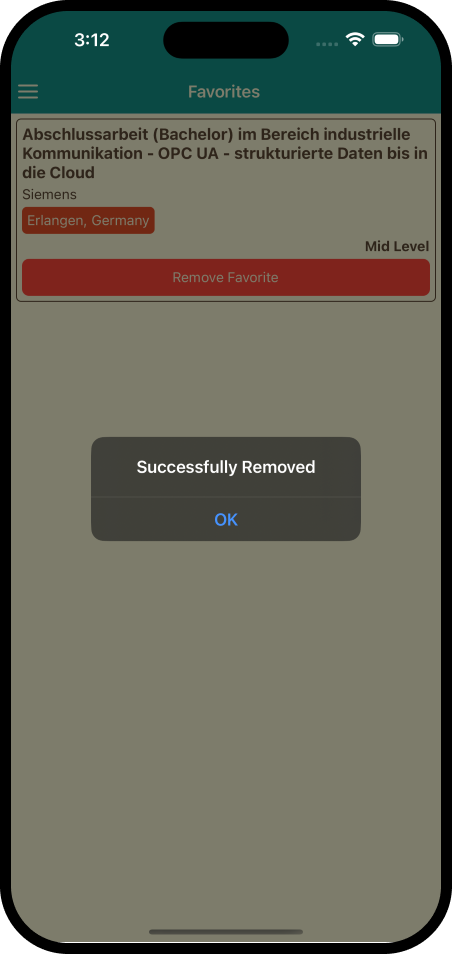 3:12
Favorites
Abschlussarbeit (Bachelor) im Bereich industrielle
Kommunikation - OPC UA - strukturierte Daten bis in
die Cloud
Siemens
Erlangen, Germany
Mid Level
Remove Favorite
Successfully Removed
OK